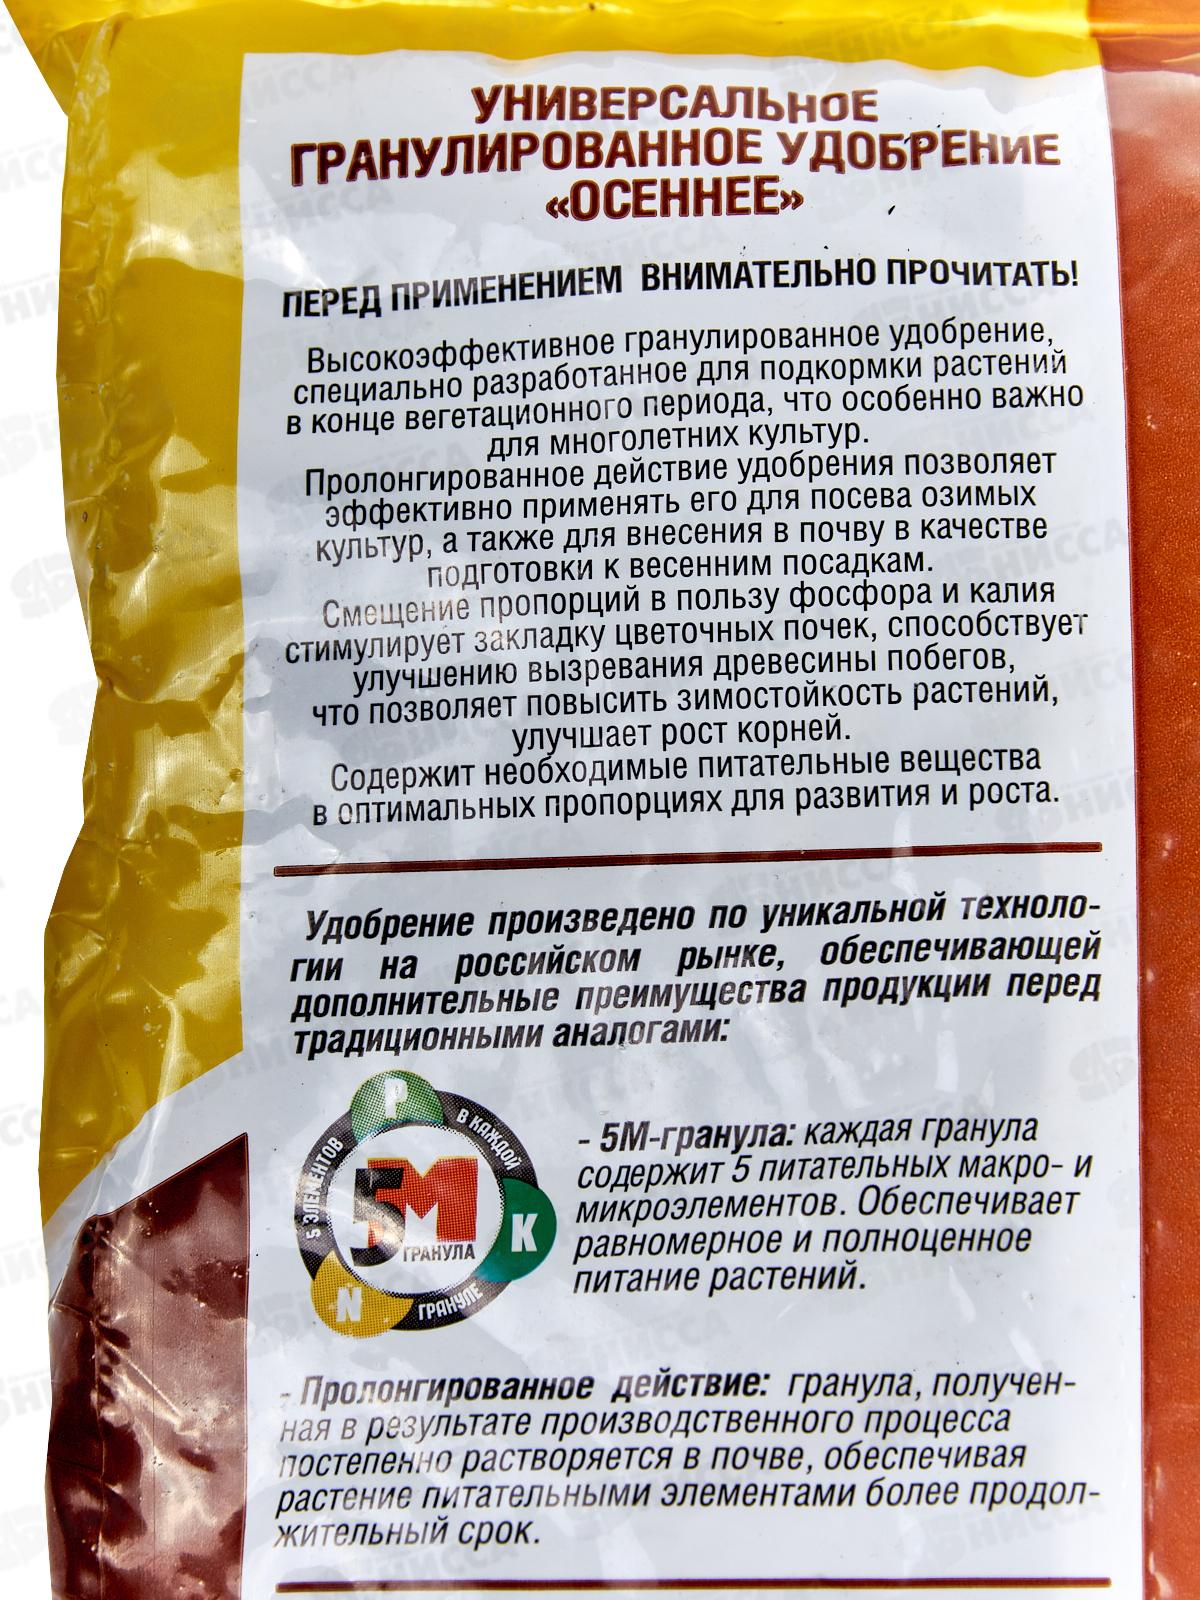 УНИВЕРСАЛЬНОЕ
ГРАНУЛИРОВАННОЕ УДОБРЕНИЕ
«ОСЕННЕЕ»
ПЕРЕД ПРИМЕНЕНИЕМ ВНИМАТЕЛЬНО ПРОЧИТАТЬ!
Высокоэффективное гранулированное удобрение,
специально разработанное для подкормки растений
в конце вегетационного периода, что особенно важно
для многолетних культур.
Пролонгированное действие удобрения позволяет
эффективно применять его для посева озимых
культур, а также для внесения в почву в качестве
подготовки к весенним посадкам.
Смещение пропорций в пользу фосфора и калия
стимулирует закладку цветочных почек, способствует
улучшению вызревания древесины побегов,
что позволяет повысить зимостойкость растений,
улучшает рост корней.
Содержит необходимые питательные вещества
в оптимальных пропорциях для развития и роста.
Удобрение произведено по уникальной техноло-
гии на российском рынке, обеспечивающей
дополнительные преимущества продукции перед
традиционными аналогами:
P
5 ЭЛЕМЕНТОВ
В КАЖДОЙ
5М
ГРАНУЛА
K
N
ГРАНУЛЕ
- 5М-гранула: каждая гранула
содержит 5 питательных макро- и
микроэлементов. Обеспечивает
равномерное и полноценное
питание растений.
- Пролонгированное действие: гранула, получен-
ная в результате производственного процесса
постепенно растворяется в почве, обеспечивая
растение питательными элементами более продол-
жительный срок.